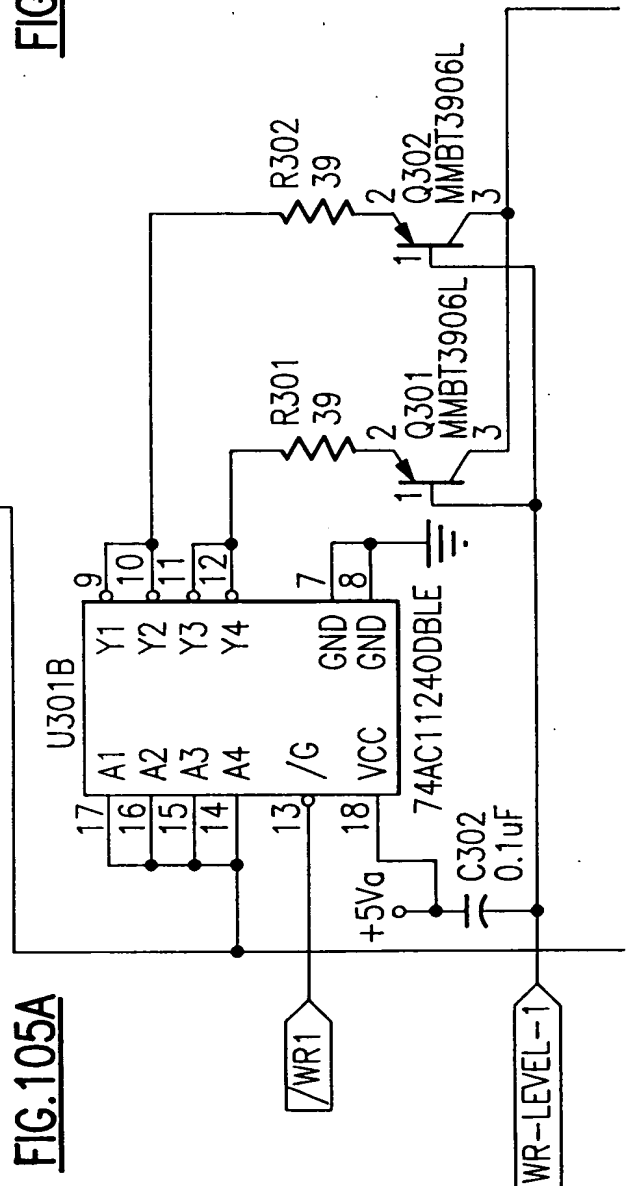 FIG.105A
FIG
U301B
17 A1
16 A2
15 A3
14 A4
13 /G
18 VCC
Y1 9
Y2 10
Y3 11
Y4 12
GND 7
GND 8
74AC11240DBLE
/WR1
+5Va
C302
0.1uF
WR-LEVEL-1
R301
39
R302
39
1
2
3
Q301
MMBT3906L
1
2
3
Q302
MMBT3906L